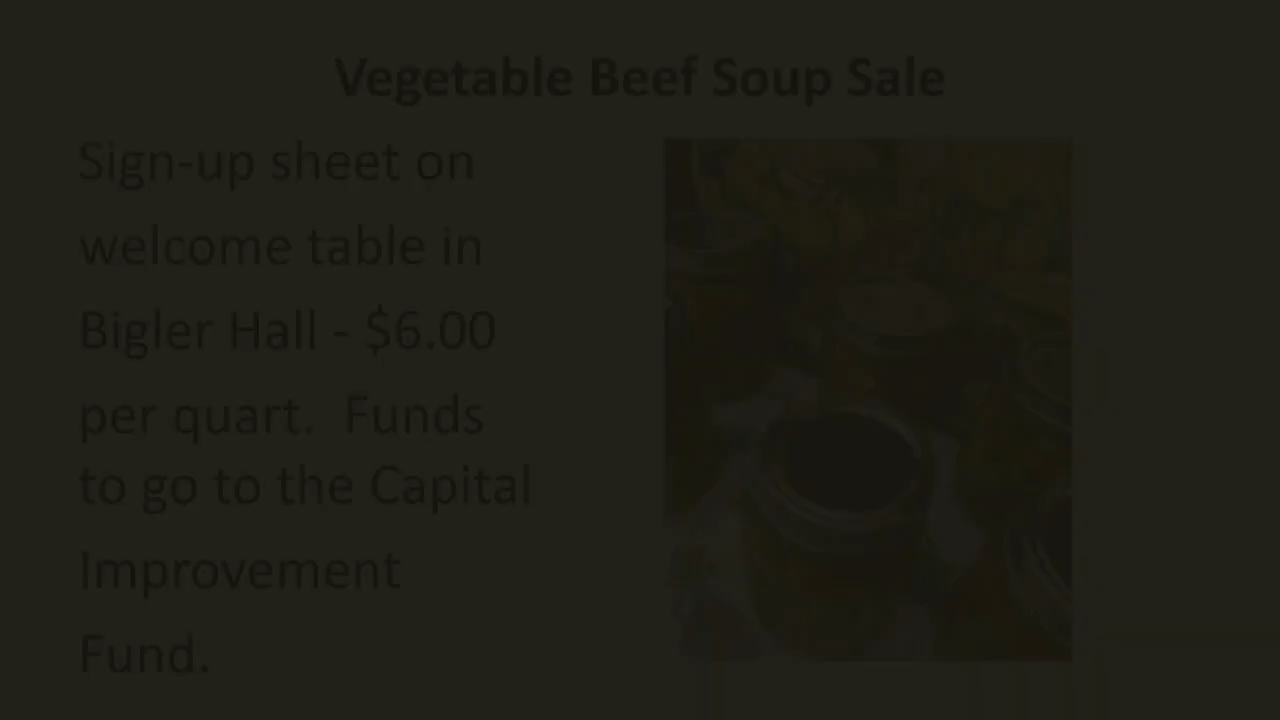 Vegetable Beef Soup Sale
Sign-up sheet on
welcome table in
Bigler Hall - $6.00
per quart.  Funds
to go to the Capital
Improvement
Fund.